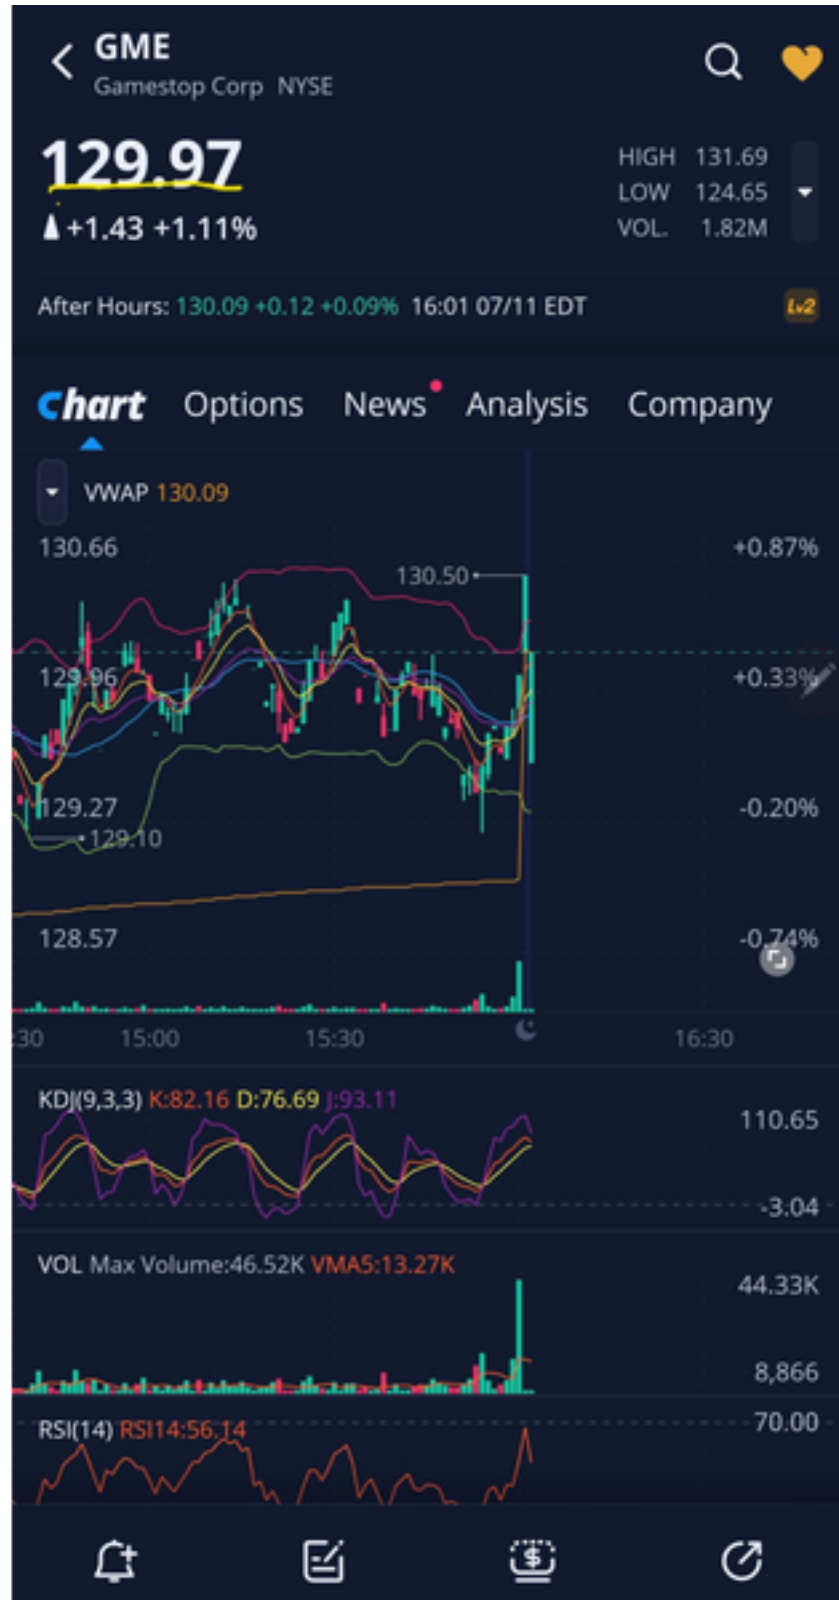 GME
Gamestop Corp NYSE
129.97
+1.43 +1.11%
HIGH 131.69
LOW 124.65
VOL. 1.82M
After Hours: 130.09 +0.12 +0.09% 16:01 07/11 EDT
Lv2
Chart Options News Analysis Company
VWAP 130.09
130.66 +0.87%
130.50
129.96 +0.33%
129.27 -0.20%
129.10
128.57 -0.74%
:30 15:00 15:30 16:30
KDJ(9,3,3) K:82.16 D:76.69 J:93.11
110.65
-3.04
VOL Max Volume:46.52K VMA5:13.27K
44.33K
8,866
RSI(14) RSI14:56.14
70.00
$